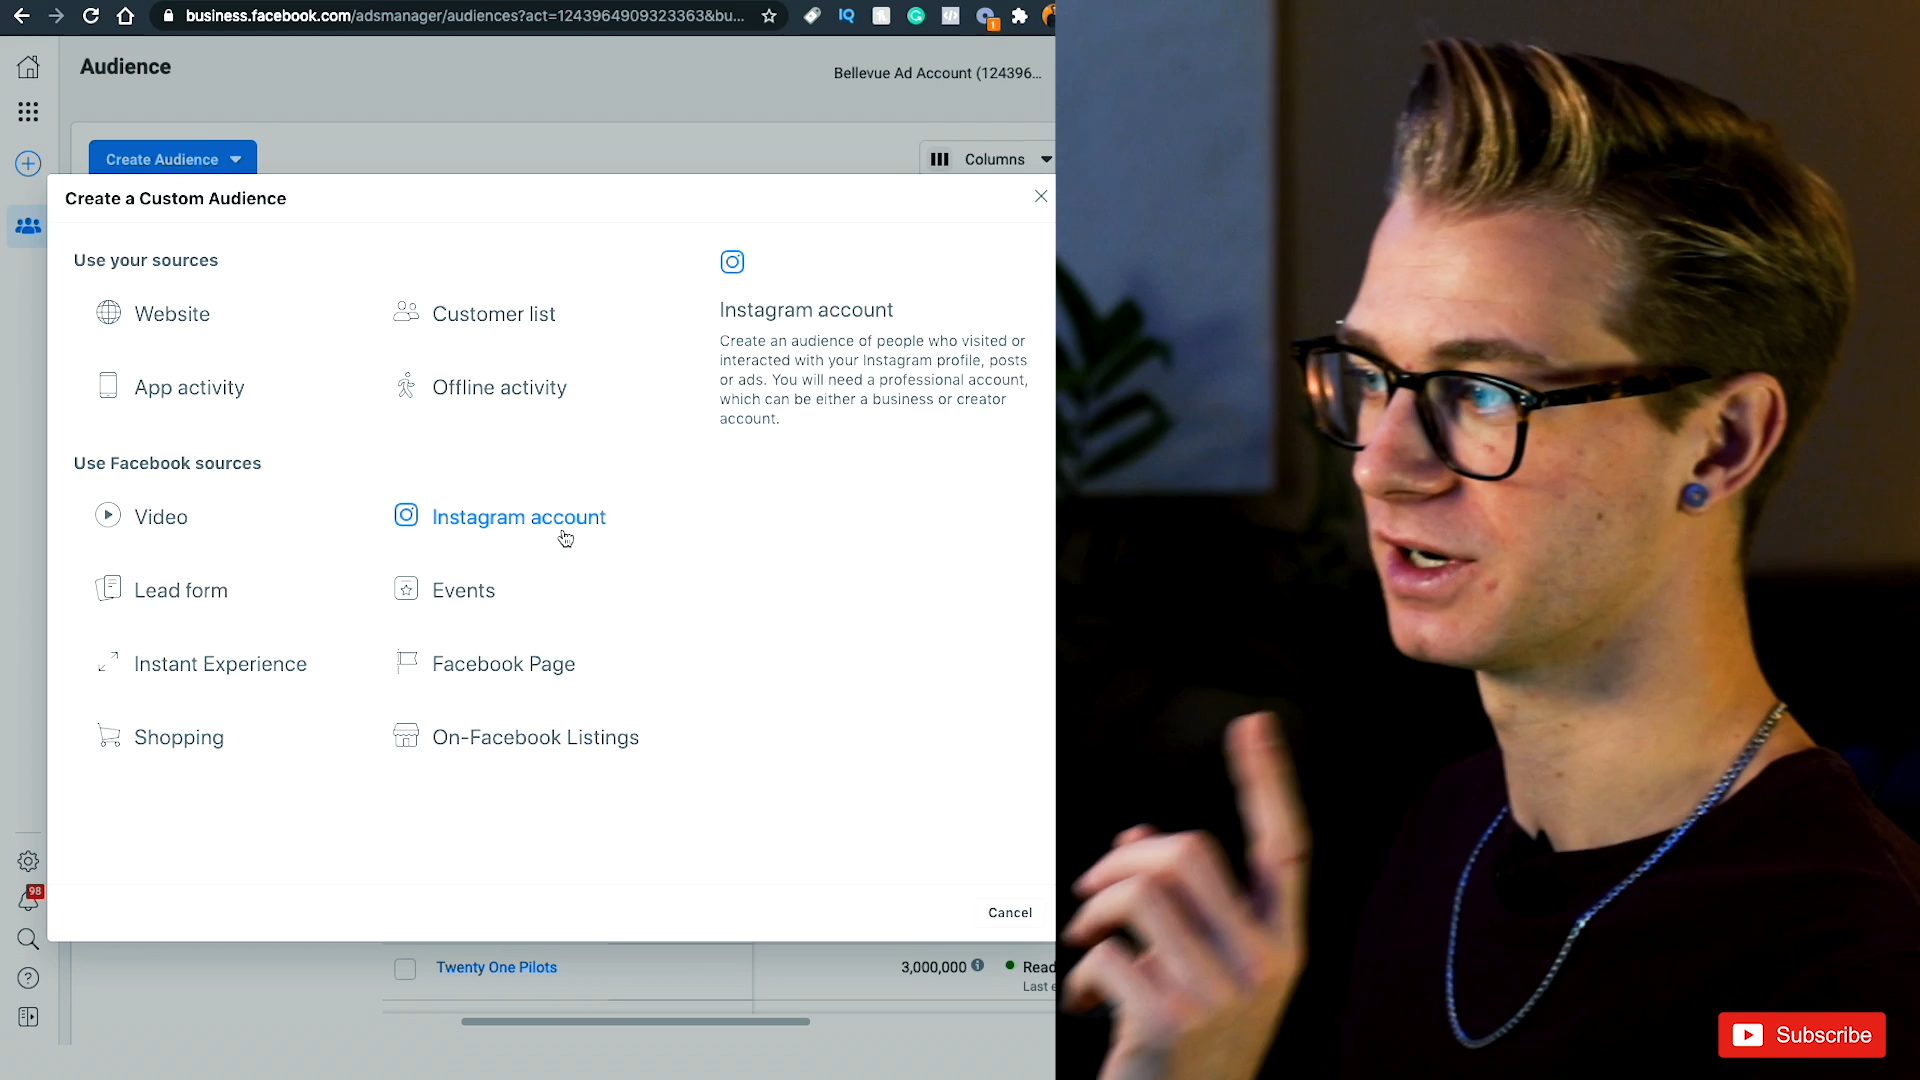 business.facebook.com/adsmanager/audiences?act=1243964909323363&bu...
IQ
1
Audience
Bellevue Ad Account (124396...
Create Audience
Columns
Create a Custom Audience
Use your sources
Website
Customer list
App activity
Offline activity
Instagram account
Create an audience of people who visited or
interacted with your Instagram profile, posts
or ads. You will need a professional account,
which can be either a business or creator
account.
Use Facebook sources
Video
Instagram account
Lead form
Events
Instant Experience
Facebook Page
Shopping
On-Facebook Listings
98
Cancel
Twenty One Pilots
3,000,000
Read
Last e
Subscribe